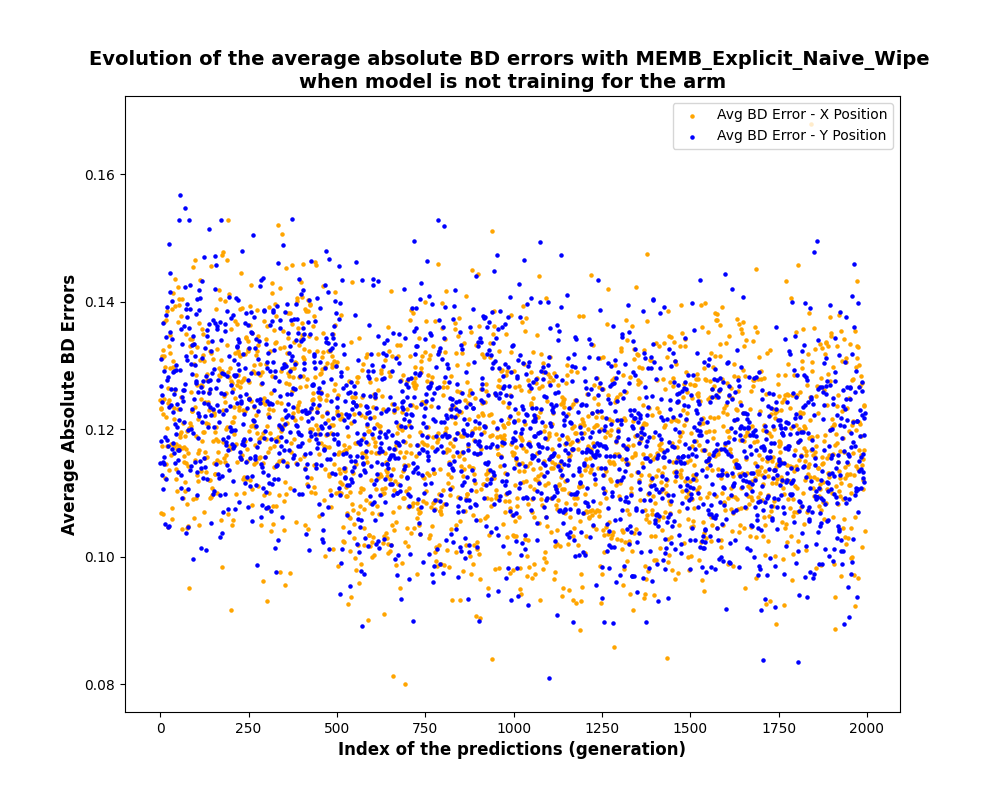 Evolution of the average absolute BD errors with MEMB_Explicit_Naive_Wipe
when model is not training for the arm
Avg BD Error - X Position
Avg BD Error - Y Position
0.16
0.14
0.12
0.10
0.08
Average Absolute BD Errors
0
250
500
750
1000
1250
1500
1750
2000
Index of the predictions (generation)